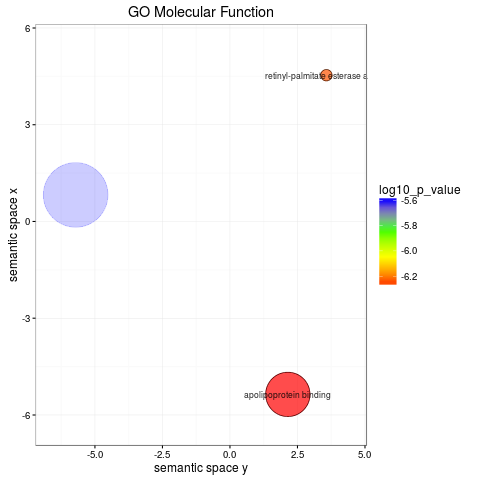 GO Molecular Function
6
3
0
-3
-6
semantic space x
retinyl-palmitate esterase a
apolipoprotein binding
-5.0 -2.5 0.0 2.5 5.0
semantic space y
log10_p_value
-5.6
-5.8
-6.0
-6.2